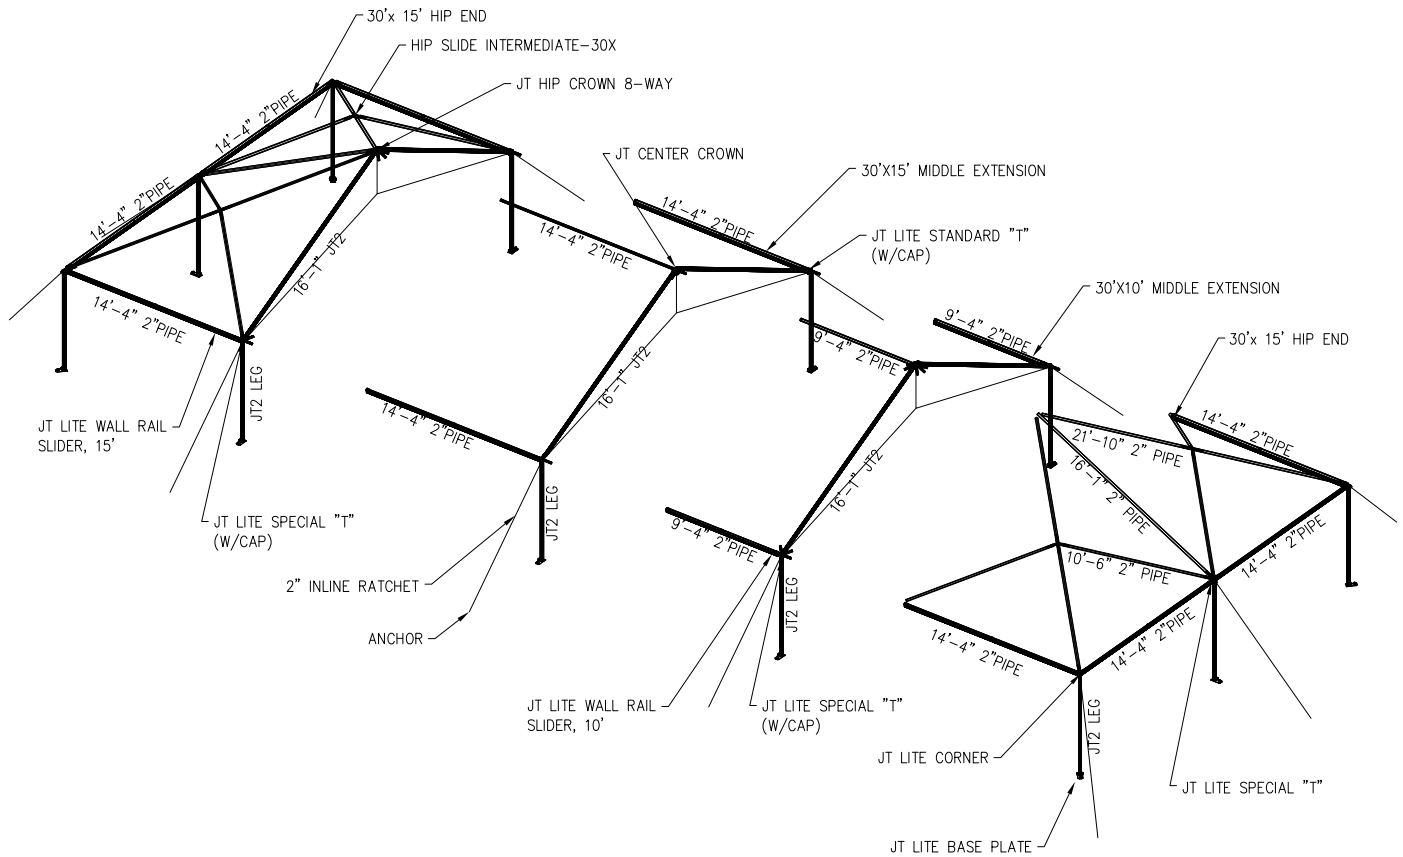 30'x 15' HIP END
HIP SLIDE INTERMEDIATE-30X
JT HIP CROWN 8-WAY
14'-4" 2"PIPE
14'-4" 2"PIPE
14'-4" 2"PIPE
16'-1" JT2
JT2 LEG
JT LITE WALL RAIL
SLIDER, 15'
JT LITE SPECIAL "T"
(W/CAP)
JT CENTER CROWN
30'X15' MIDDLE EXTENSION
14'-4" 2"PIPE
14'-4" 2"PIPE
JT LITE STANDARD "T"
(W/CAP)
16'-1" JT2
14'-4" 2"PIPE
JT2 LEG
2" INLINE RATCHET
ANCHOR
30'X10' MIDDLE EXTENSION
9'-4" 2"PIPE
9'-4" 2"PIPE
16'-1" JT2
9'-4" 2"PIPE
JT2 LEG
JT LITE WALL RAIL
SLIDER, 10'
JT LITE SPECIAL "T"
(W/CAP)
30'x 15' HIP END
14'-4" 2"PIPE
21'-10" 2" PIPE
16'-1" 2" PIPE
14'-4" 2"PIPE
10'-6" 2" PIPE
14'-4" 2"PIPE
14'-4" 2"PIPE
JT2 LEG
JT LITE CORNER
JT LITE SPECIAL "T"
JT LITE BASE PLATE